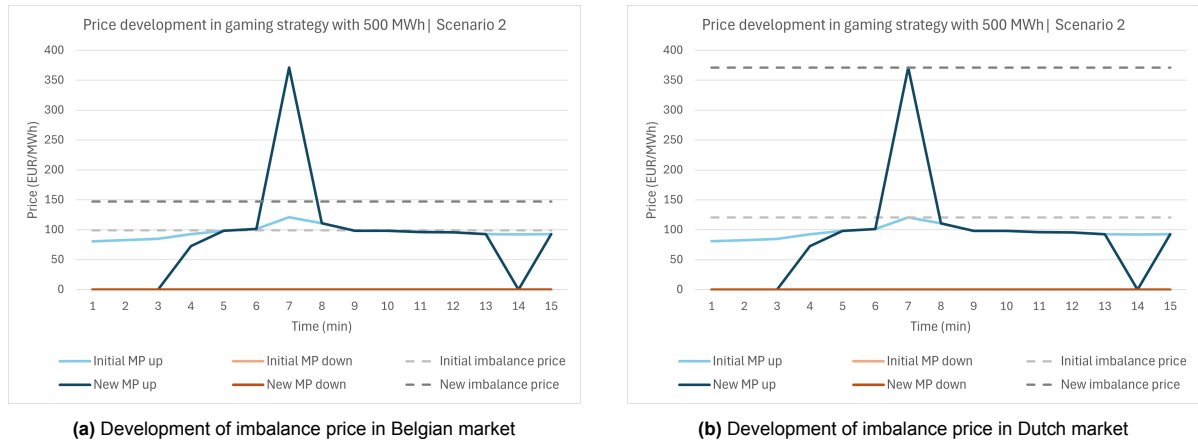 Price development in gaming strategy with 500 MWh| Scenario 2
400
350
300
250
200
150
100
50
0
Price (EUR/MWh)
1 2 3 4 5 6 7 8 9 10 11 12 13 14 15
Time (min)
Initial MP up Initial MP down Initial imbalance price
New MP up New MP down New imbalance price
(a) Development of imbalance price in Belgian market
Price development in gaming strategy with 500 MWh| Scenario 2
400
350
300
250
200
150
100
50
0
Price (EUR/MWh)
1 2 3 4 5 6 7 8 9 10 11 12 13 14 15
Time (min)
Initial MP up Initial MP down Initial imbalance price
New MP up New MP down New imbalance price
(b) Development of imbalance price in Dutch market